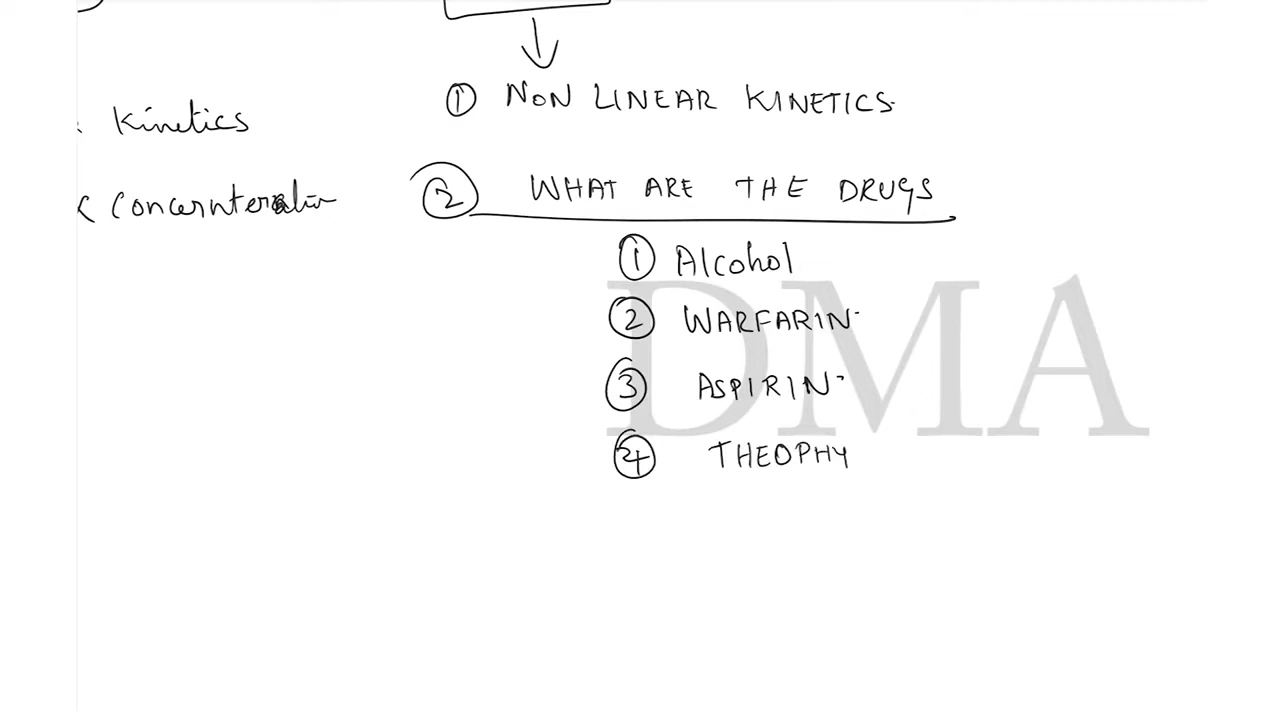 ① NON LINEAR KINETICS.
Kinetics
② WHAT ARE THE DRUGS
① Alcohol
② WARFARIN
③ ASPIRIN
④ THEOPHY
DMA